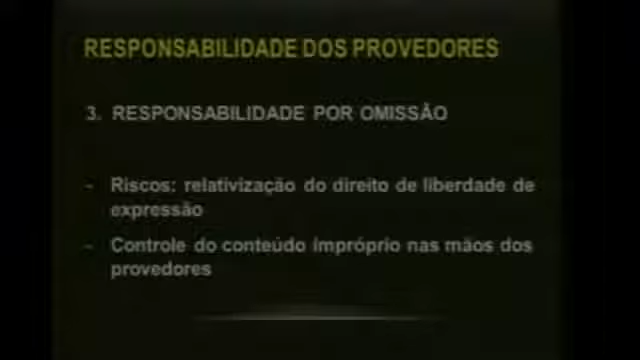 RESPONSABILIDADE DOS PROVEDORES
3. RESPONSABILIDADE POR OMISSÃO
- Riscos: relativização do direito de liberdade de
expressão
- Controle do conteúdo impróprio nas mãos dos
provedores